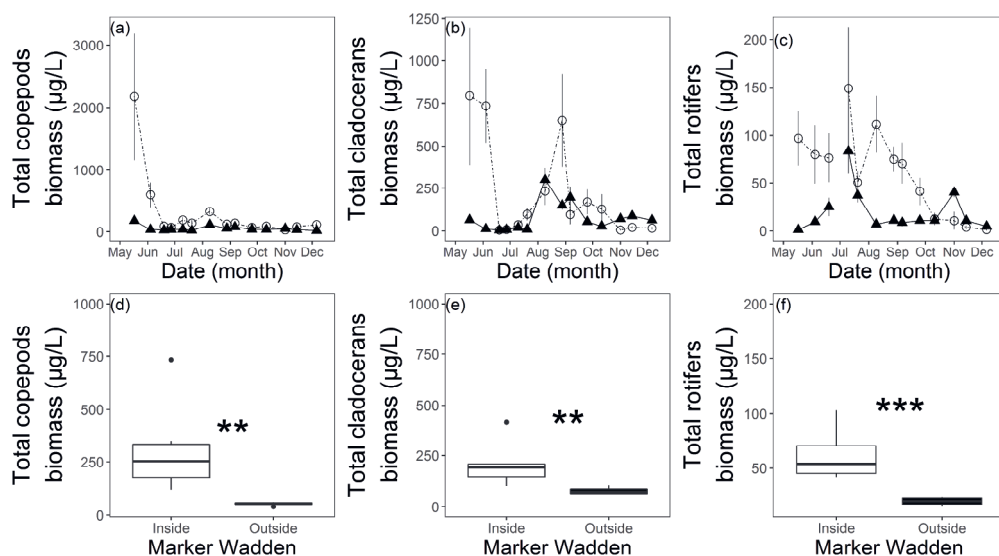 (a)
Total copepods
biomass (µg/L)
3000
2000
1000
0
May Jun Jul Aug Sep Oct Nov Dec
Date (month)
(b)
Total cladocerans
biomass (µg/L)
1250
1000
750
500
250
0
May Jun Jul Aug Sep Oct Nov Dec
Date (month)
(c)
Total rotifers
biomass (µg/L)
200
150
100
50
0
May Jun Jul Aug Sep Oct Nov Dec
Date (month)
(d)
Total copepods
biomass (µg/L)
1000
750
500
250
0
**
Inside Outside
Marker Wadden
(e)
Total cladocerans
biomass (µg/L)
1000
750
500
250
0
**
Inside Outside
Marker Wadden
(f)
Total rotifers
biomass (µg/L)
200
150
100
50
***
Inside Outside
Marker Wadden